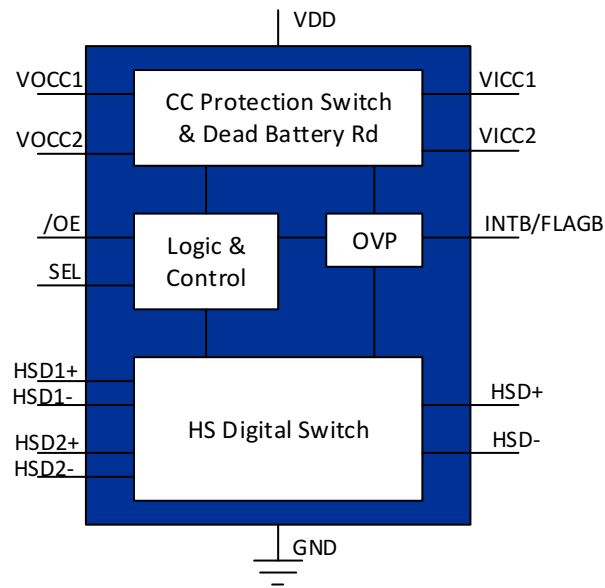 VDD
VOCC1
VICC1
CC Protection Switch
& Dead Battery Rd
VOCC2
VICC2
/OE
INTB/FLAGB
Logic &
Control
OVP
SEL
HSD1+
HSD1-
HSD+
HS Digital Switch
HSD2+
HSD-
HSD2-
GND